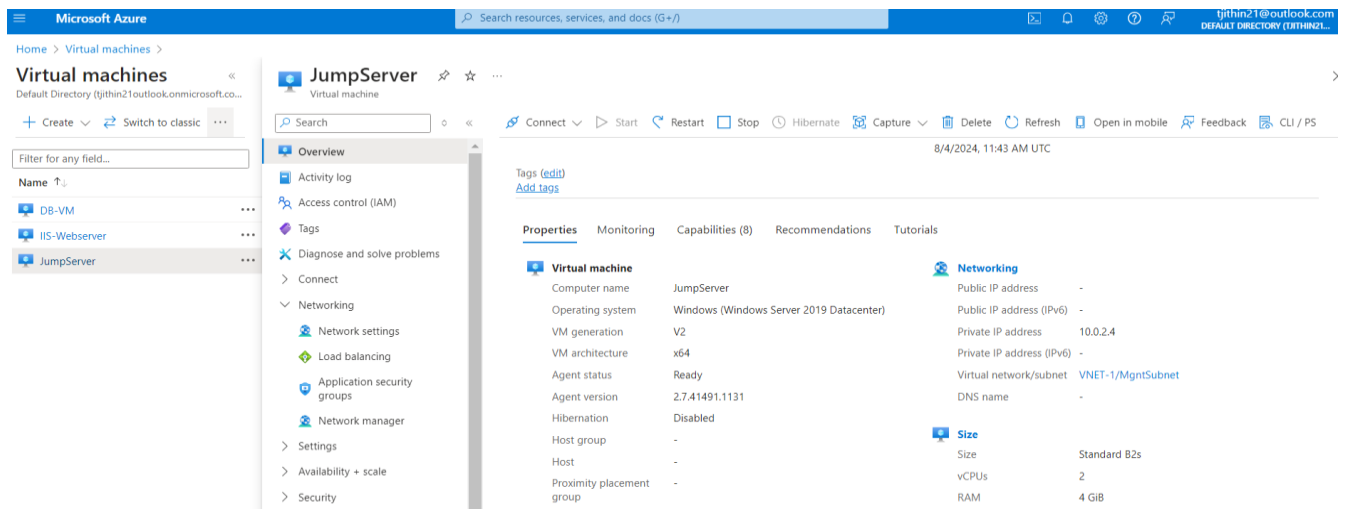 Microsoft Azure
Search resources, services, and docs (G+/)
tjithin21@outlook.com
DEFAULT DIRECTORY (TJITHIN21...
Home > Virtual machines >
Virtual machines
Default Directory (tjithin21outlook.onmicrosoft.co...
Create
Switch to classic
Filter for any field...
Name
DB-VM
IIS-Webserver
JumpServer
JumpServer
Virtual machine
Search
Overview
Activity log
Access control (IAM)
Tags
Diagnose and solve problems
Connect
Networking
Network settings
Load balancing
Application security
groups
Network manager
Settings
Availability + scale
Security
Connect
Start
Restart
Stop
Hibernate
Capture
Delete
Refresh
Open in mobile
Feedback
CLI / PS
8/4/2024, 11:43 AM UTC
Tags (edit)
Add tags
Properties
Monitoring
Capabilities (8)
Recommendations
Tutorials
Virtual machine
Computer name JumpServer
Operating system Windows (Windows Server 2019 Datacenter)
VM generation V2
VM architecture x64
Agent status Ready
Agent version 2.7.41491.1131
Hibernation Disabled
Host group -
Host -
Proximity placement -
group
Networking
Public IP address -
Public IP address (IPv6) -
Private IP address 10.0.2.4
Private IP address (IPv6) -
Virtual network/subnet VNET-1/MgntSubnet
DNS name -
Size
Size Standard B2s
vCPUs 2
RAM 4 GiB